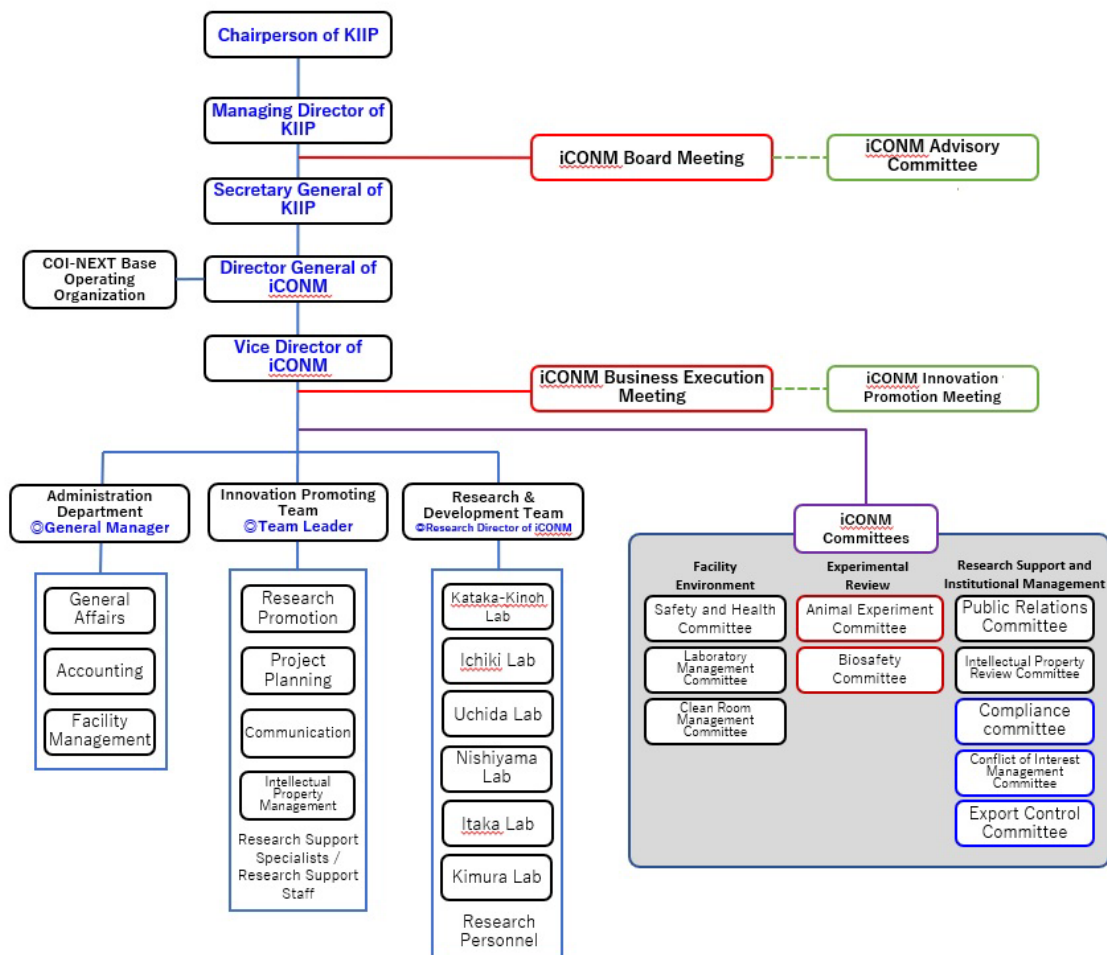 Chairperson of KIIP
Managing Director of
KIIP
iCONM Board Meeting
iCONM Advisory
Committee
Secretary General of
KIIP
COI-NEXT Base
Operating
Organization
Director General of
iCONM
Vice Director of
iCONM
iCONM Business Execution
Meeting
iCONM Innovation
Promotion Meeting
Administration
Department
◎General Manager
Innovation Promoting
Team
◎Team Leader
Research &
Development Team
◎Research Director of iCONM
iCONM
Committees
General
Affairs
Accounting
Facility
Management
Research
Promotion
Project
Planning
Communication
Intellectual
Property
Management
Research Support
Specialists /
Research Support
Staff
Kataka-Kinoh
Lab
Ichiki Lab
Uchida Lab
Nishiyama
Lab
Itaka Lab
Kimura Lab
Research
Personnel
Facility
Environment
Safety and Health
Committee
Laboratory
Management
Committee
Clean Room
Management
Committee
Experimental
Review
Animal Experiment
Committee
Biosafety
Committee
Research Support and
Institutional Management
Public Relations
Committee
Intellectual Property
Review Committee
Compliance
committee
Conflict of Interest
Management
Committee
Export Control
Committee